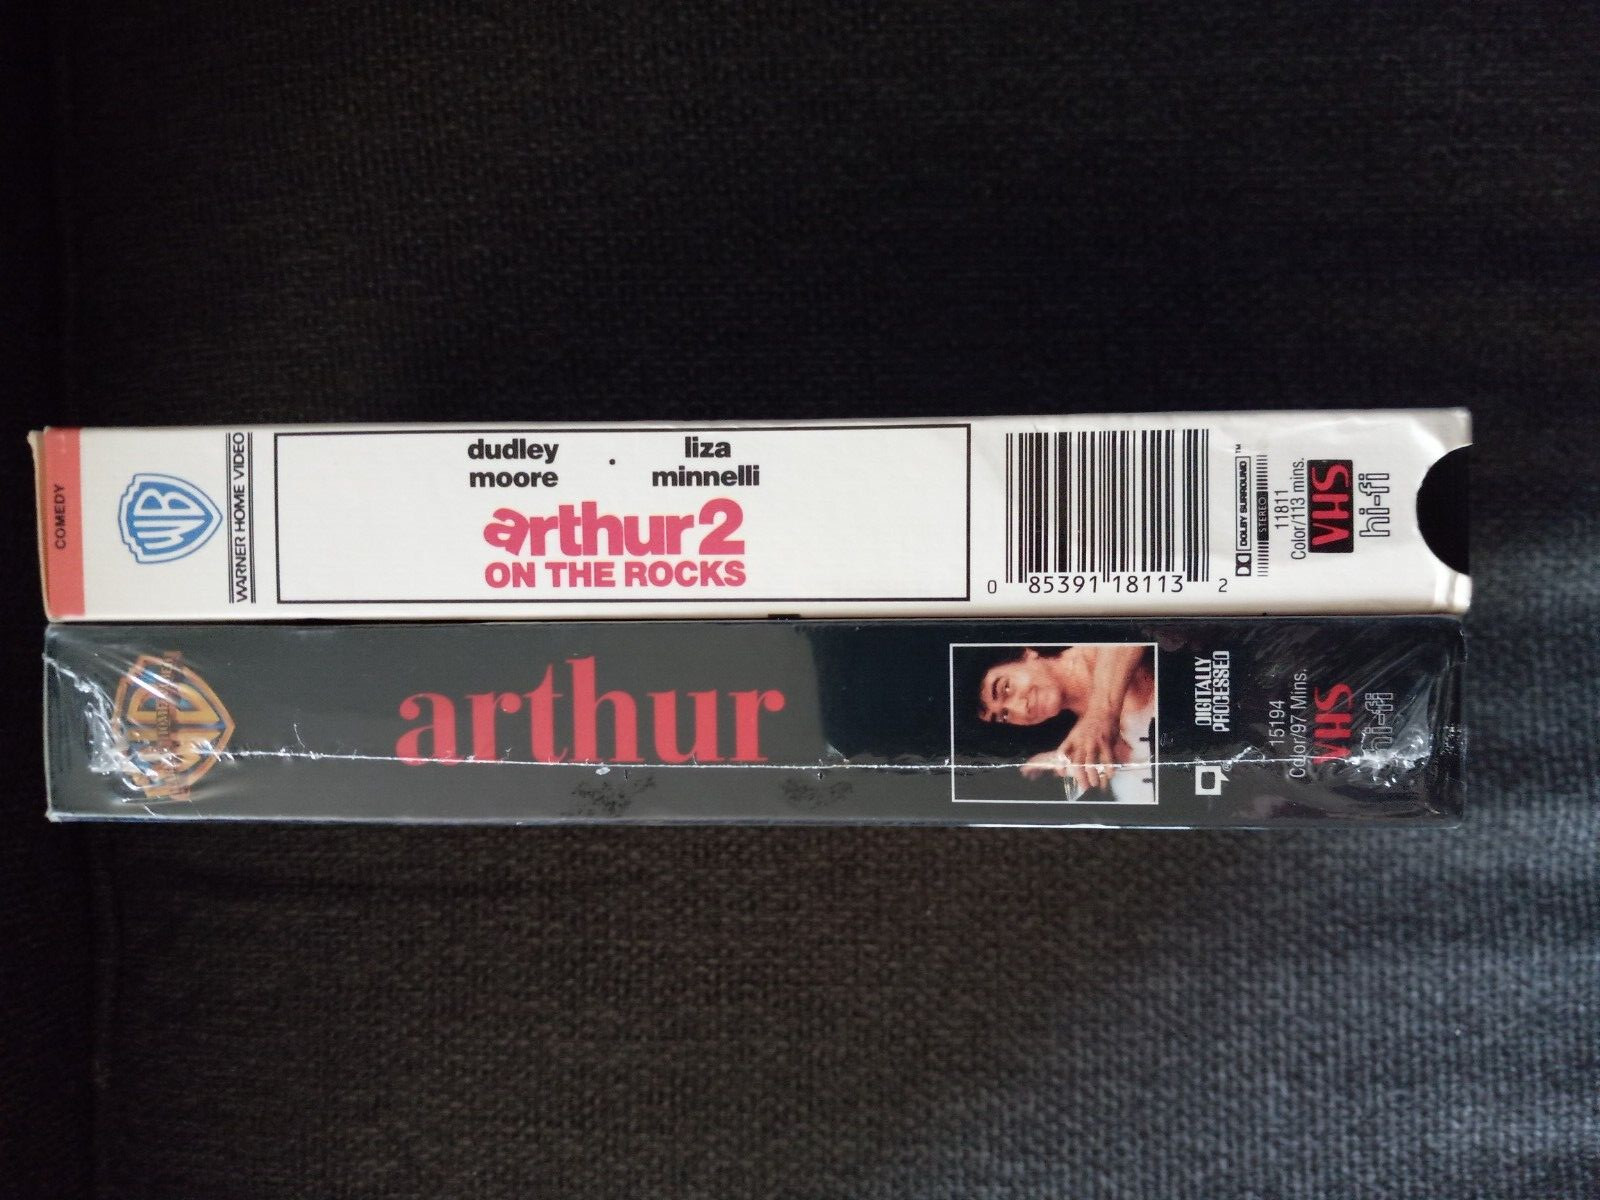 COMEDY
WB
WARNER HOME VIDEO
dudley moore · liza minnelli
arthur 2
ON THE ROCKS
0 85391 18113 2
DOLBY SURROUND™
STEREO
11811
Color/113 mins.
VHS
hi-fi
arthur
DIGITALLY
PROCESSED
15194
Color/97 Mins.
VHS
hi-fi